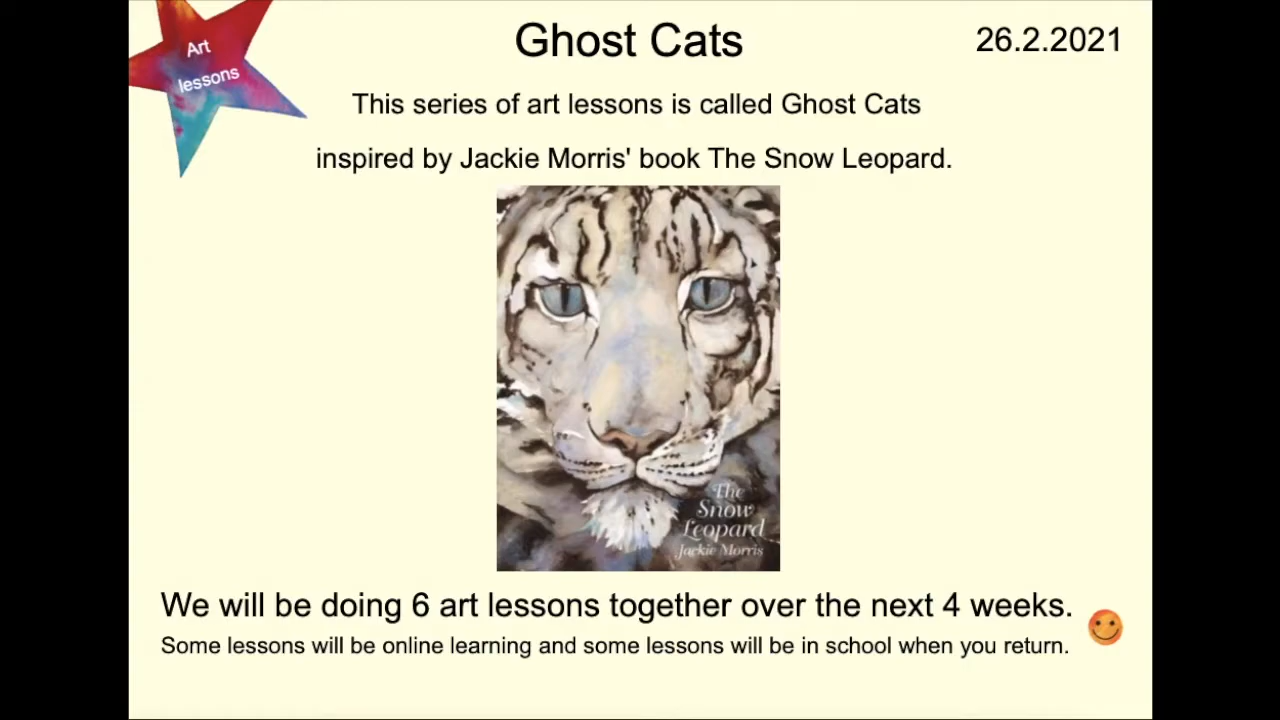 Art
lessons
Ghost Cats
26.2.2021
This series of art lessons is called Ghost Cats
inspired by Jackie Morris' book The Snow Leopard.
The
Snow
Leopard
Jackie Morris
We will be doing 6 art lessons together over the next 4 weeks.
Some lessons will be online learning and some lessons will be in school when you return.